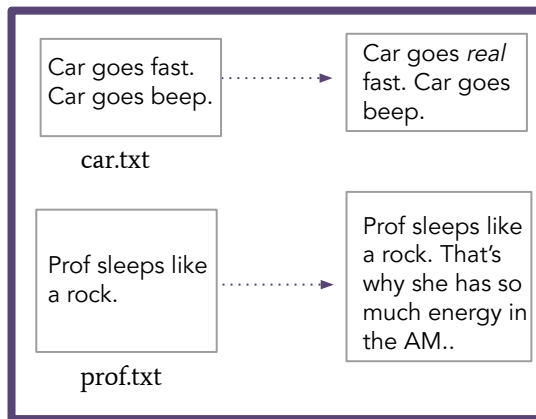 Car goes fast.
Car goes beep.
car.txt
Car goes real
fast. Car goes
beep.
Prof sleeps like
a rock.
prof.txt
Prof sleeps like
a rock. That's
why she has so
much energy in
the AM..